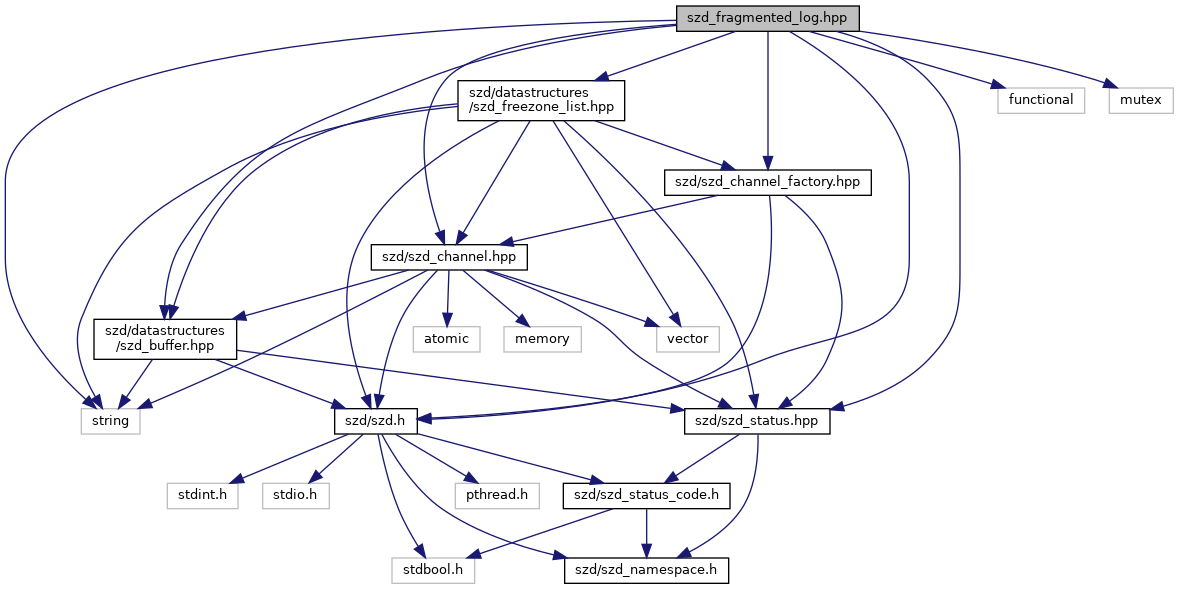 szd_fragmented_log.hpp
szd/datastructures
/szd_freezone_list.hpp
functional
mutex
szd/szd_channel_factory.hpp
szd/szd_channel.hpp
szd/datastructures
/szd_buffer.hpp
atomic
memory
vector
string
szd/szd.h
szd/szd_status.hpp
stdint.h
stdio.h
pthread.h
szd/szd_status_code.h
stdbool.h
szd/szd_namespace.h